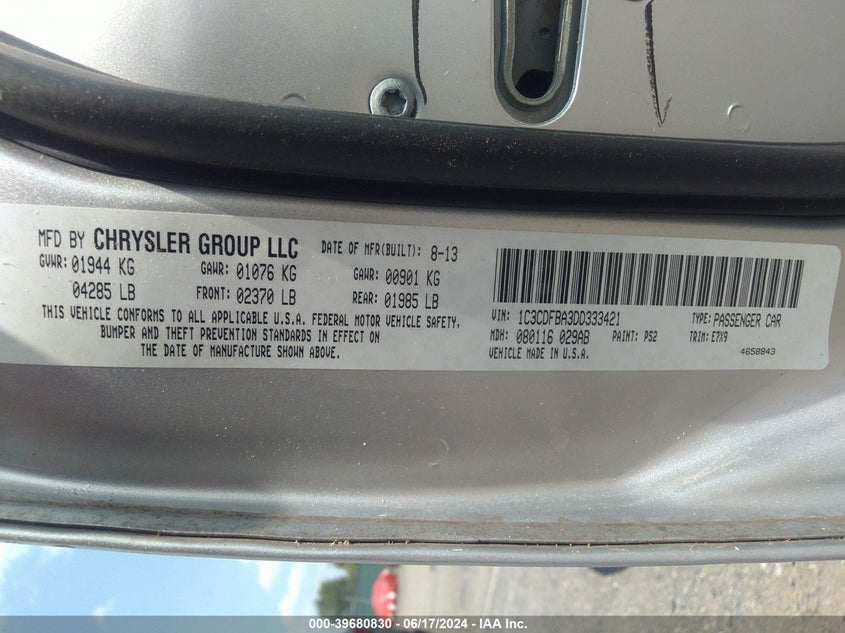 MFD BY CHRYSLER GROUP LLC DATE OF MFR(BUILT): 8-13
GVWR: 01944 KG GAWR: 01076 KG GAWR: 00901 KG
04285 LB FRONT: 02370 LB REAR: 01985 LB
THIS VEHICLE CONFORMS TO ALL APPLICABLE U.S.A. FEDERAL MOTOR VEHICLE SAFETY,
BUMPER AND THEFT PREVENTION STANDARDS IN EFFECT ON
THE DATE OF MANUFACTURE SHOWN ABOVE.
VIN: 1C3CDFBA3DD333421 TYPE: PASSENGER CAR
MDH: 080116 029AB PAINT: PS2 TRIM: E7X9
VEHICLE MADE IN U.S.A. 4658843
000-39680830 - 06/17/2024 - IAA Inc.